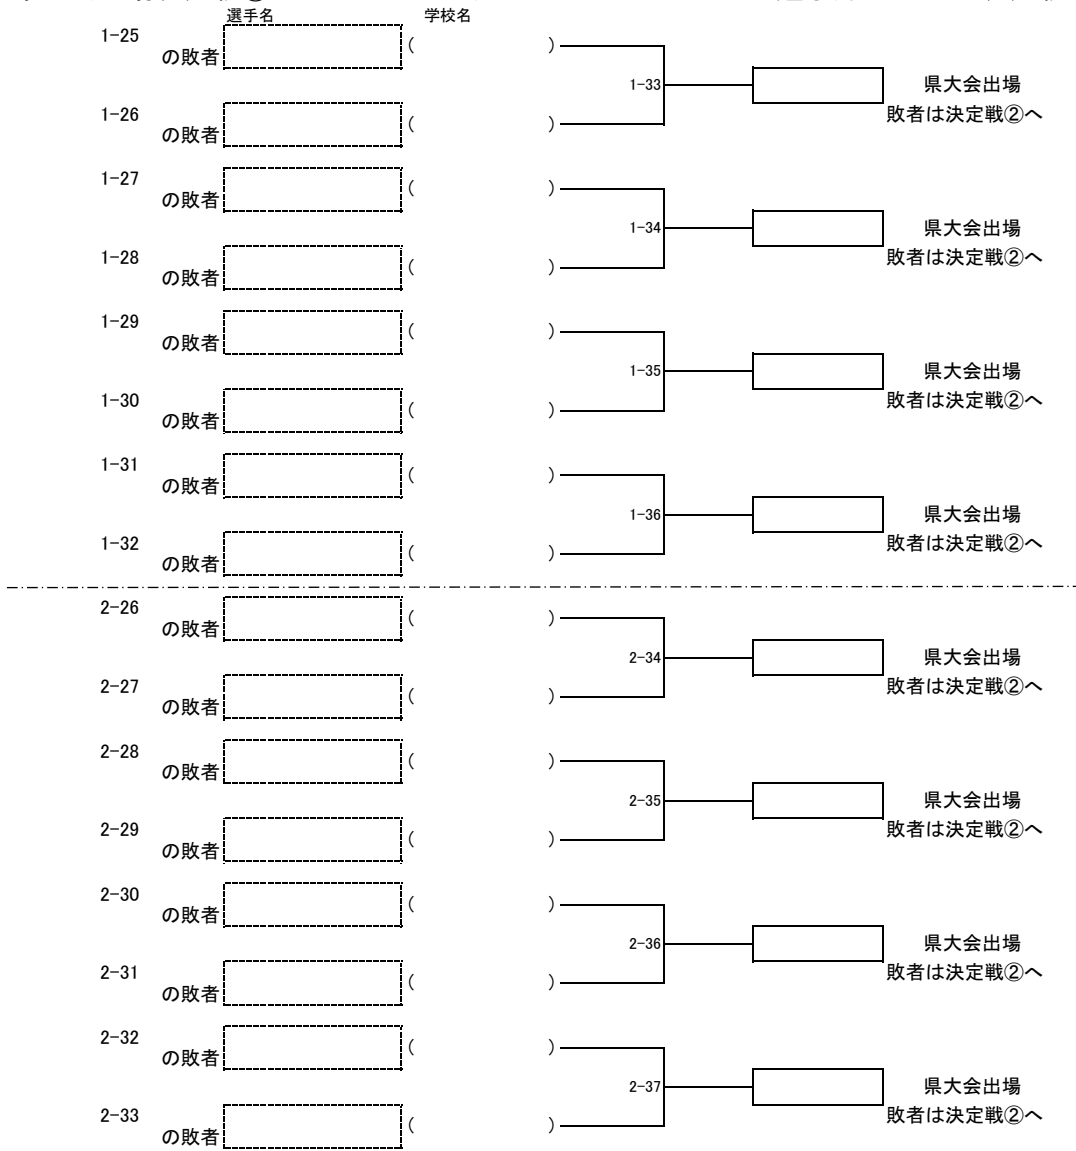 選手名 学校名
1-25
の敗者 ( )
1-33
県大会出場
敗者は決定戦②へ
1-26
の敗者 ( )
1-27
の敗者 ( )
1-34
県大会出場
敗者は決定戦②へ
1-28
の敗者 ( )
1-29
の敗者 ( )
1-35
県大会出場
敗者は決定戦②へ
1-30
の敗者 ( )
1-31
の敗者 ( )
1-36
県大会出場
敗者は決定戦②へ
1-32
の敗者 ( )
2-26
の敗者 ( )
2-34
県大会出場
敗者は決定戦②へ
2-27
の敗者 ( )
2-28
の敗者 ( )
2-35
県大会出場
敗者は決定戦②へ
2-29
の敗者 ( )
2-30
の敗者 ( )
2-36
県大会出場
敗者は決定戦②へ
2-31
の敗者 ( )
2-32
の敗者 ( )
2-37
県大会出場
敗者は決定戦②へ
2-33
の敗者 ( )